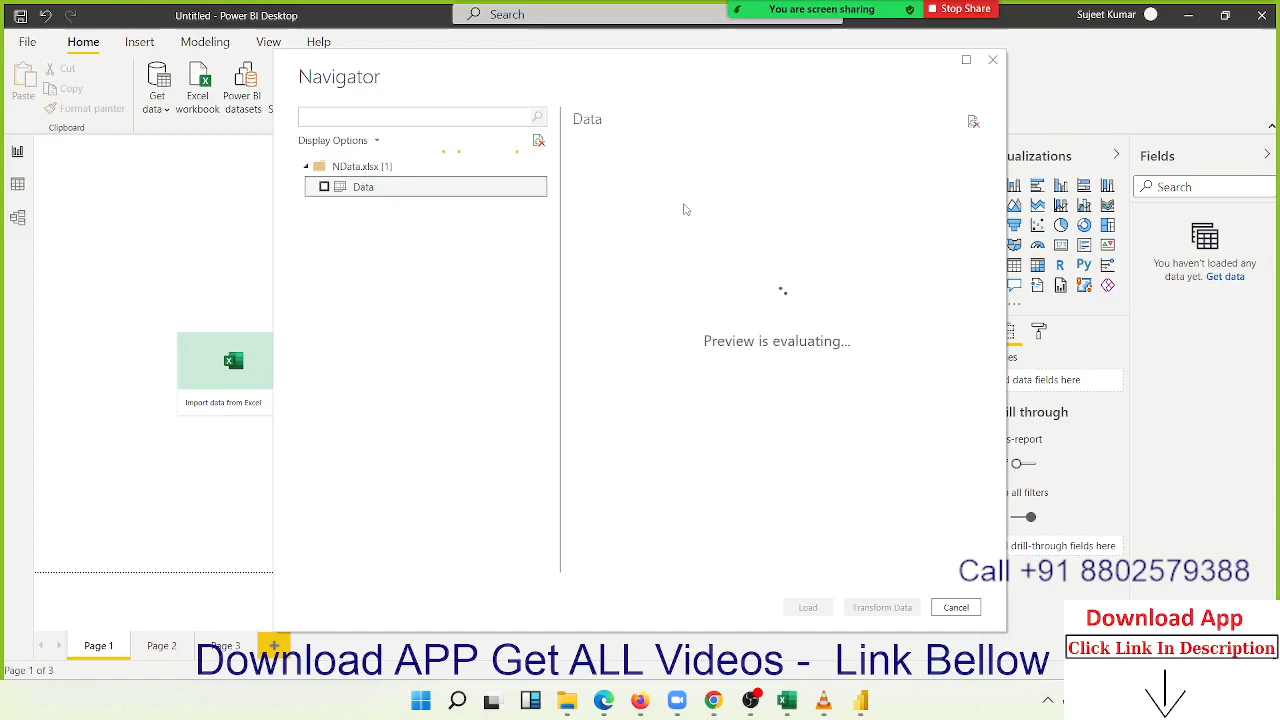 Untitled - Power BI Desktop
Search
You are screen sharing
Stop Share
Sujeet Kumar
File
Home
Insert
Modeling
View
Help
Paste
Cut
Copy
Format painter
Clipboard
Get
data
Excel
workbook
Power BI
datasets
S
Navigator
Display Options
NData.xlsx [1]
Data
Data
Preview is evaluating...
Load
Transform Data
Cancel
Import data from Excel
ualizations
Fields
Search
R
Py
123
You haven't loaded any
data yet. Get data
es
d data fields here
ill through
s-report
f
p all filters
d drill-through fields here
Call +91 8802579388
Download App
Click Link In Description
Page 1
Page 2
Page 3
Download APP Get ALL Videos - Link Bellow
Page 1 of 3